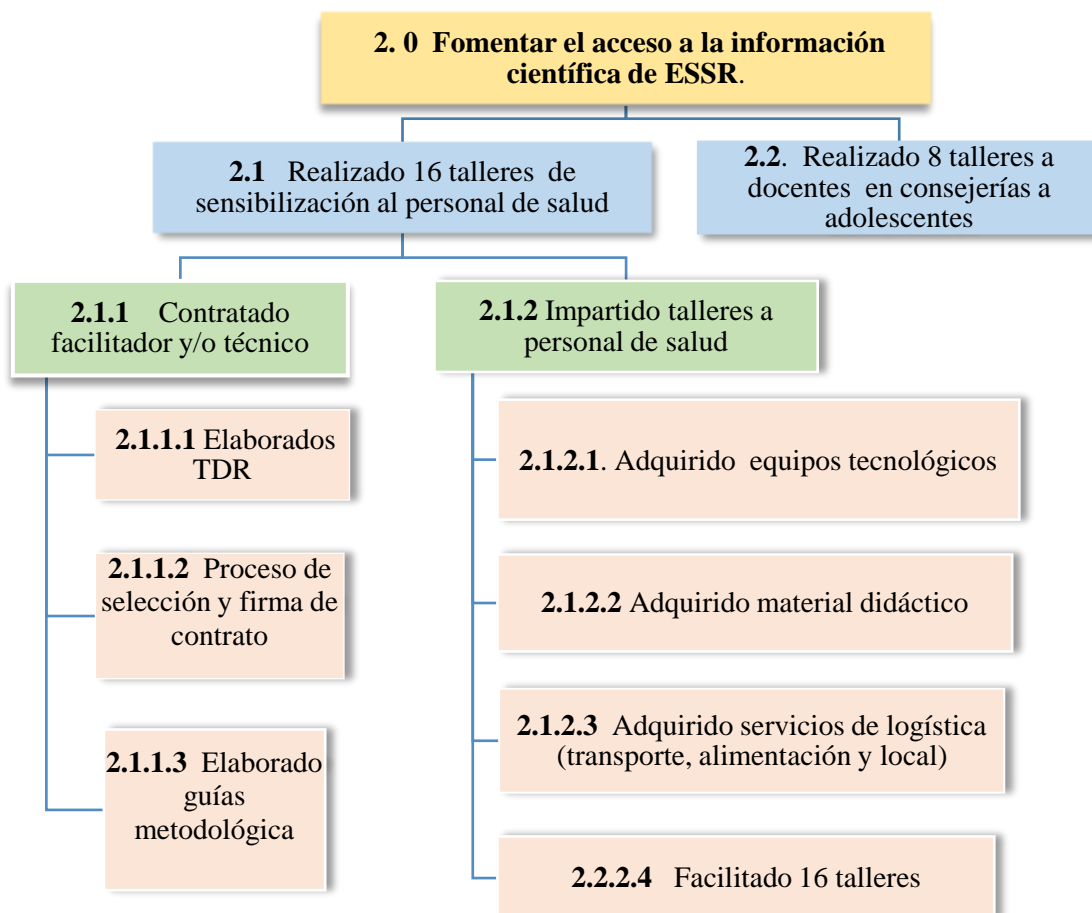 2. 0 Fomentar el acceso a la información
científica de ESSR.
2.1 Realizado 16 talleres de
sensibilización al personal de salud
2.2. Realizado 8 talleres a
docentes en consejerías a
adolescentes
2.1.1 Contratado
facilitador y/o técnico
2.1.1.1 Elaborados
TDR
2.1.1.2 Proceso de
selección y firma de
contrato
2.1.1.3 Elaborado
guías
metodológica
2.1.2 Impartido talleres a
personal de salud
2.1.2.1. Adquirido equipos tecnológicos
2.1.2.2 Adquirido material didáctico
2.1.2.3 Adquirido servicios de logística
(transporte, alimentación y local)
2.2.2.4 Facilitado 16 talleres